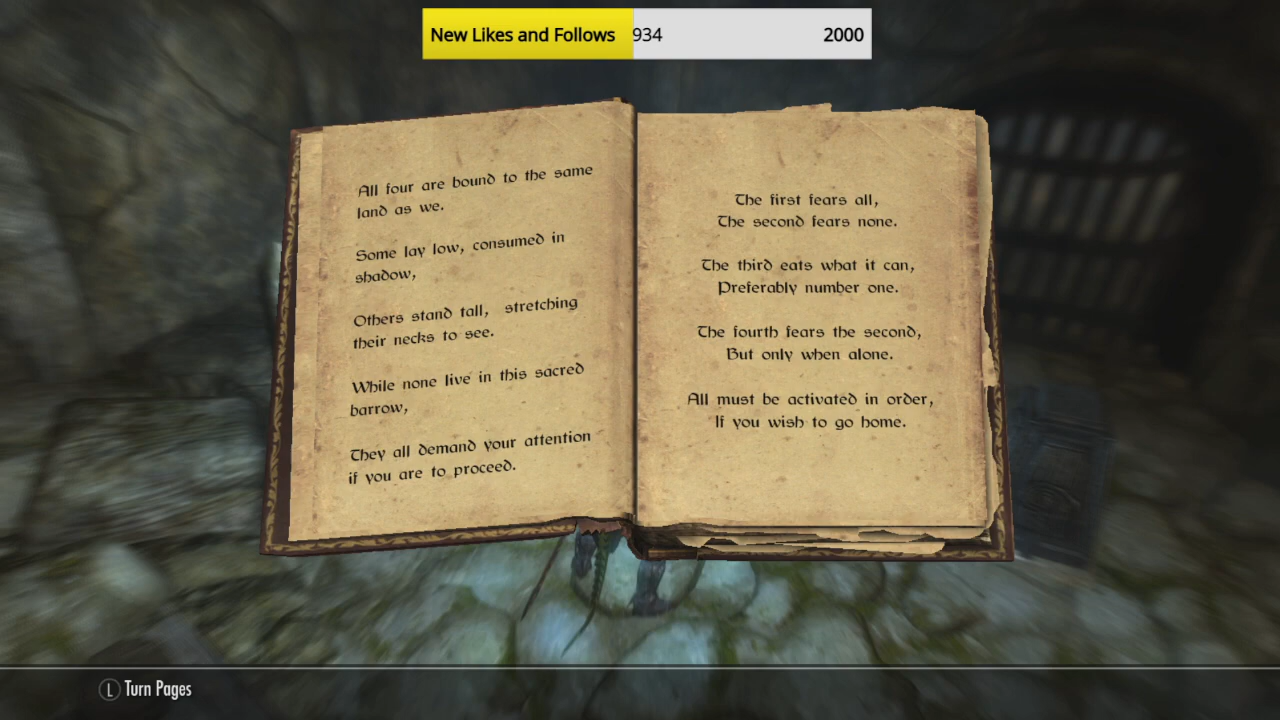 New Likes and Follows 934 2000
All four are bound to the same
land as we.
Some lay low, consumed in
shadow,
Others stand tall, stretching
their necks to see.
While none live in this sacred
barrow,
They all demand your attention
if you are to proceed.
The first fears all,
The second fears none.
The third eats what it can,
Preferably number one.
The fourth fears the second,
But only when alone.
All must be activated in order,
If you wish to go home.
L Turn Pages